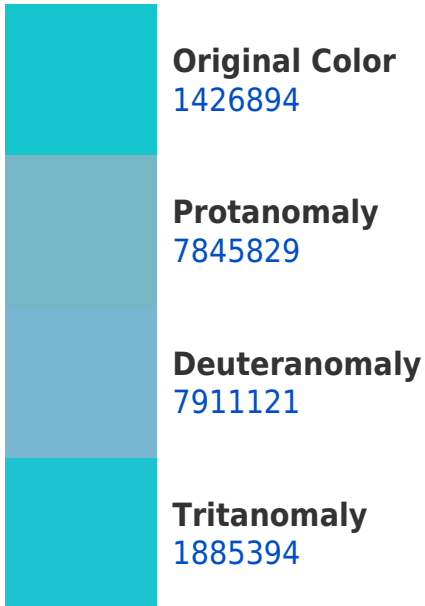 Original Color
1426894
Protanomaly
7845829
Deuteranomaly
7911121
Tritanomaly
1885394